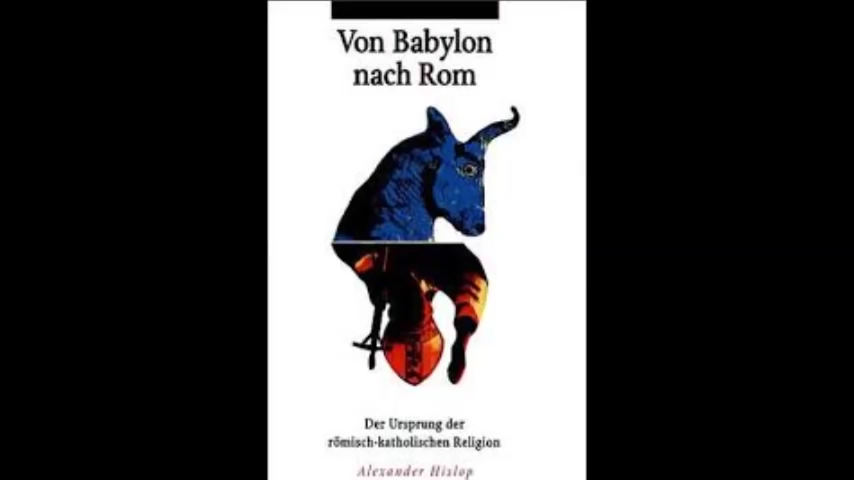 Von Babylon
nach Rom
Der Ursprung der
römisch-katholischen Religion
Alexander Hislop